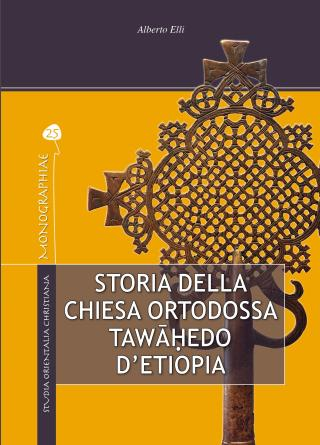 Alberto Elli
25
MONOGRAPHIAE
STUDIA ORIENTALIA CHRISTIANA
STORIA DELLA
CHIESA ORTODOSSA
TAWĀḤEDO
D’ETIOPIA